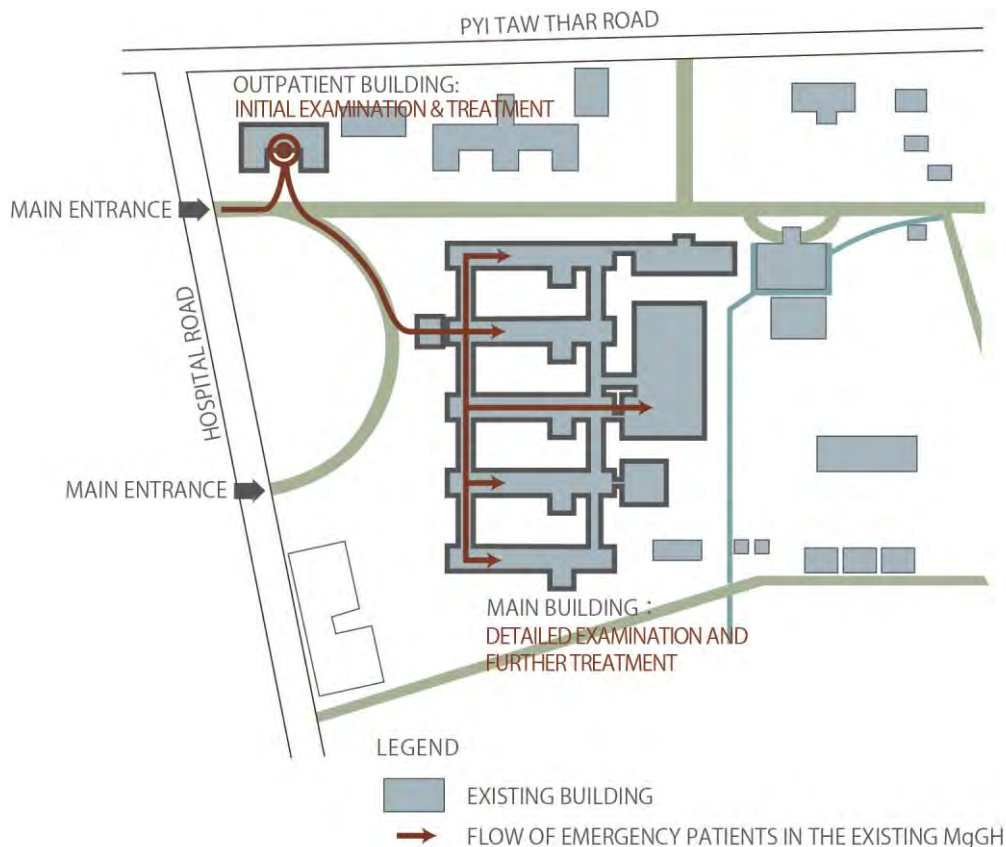 PYI TAW THAR ROAD
OUTPATIENT BUILDING:
INITIAL EXAMINATION & TREATMENT
MAIN ENTRANCE
HOSPITAL ROAD
MAIN ENTRANCE
MAIN BUILDING :
DETAILED EXAMINATION AND
FURTHER TREATMENT
LEGEND
EXISTING BUILDING
FLOW OF EMERGENCY PATIENTS IN THE EXISTING MgGH